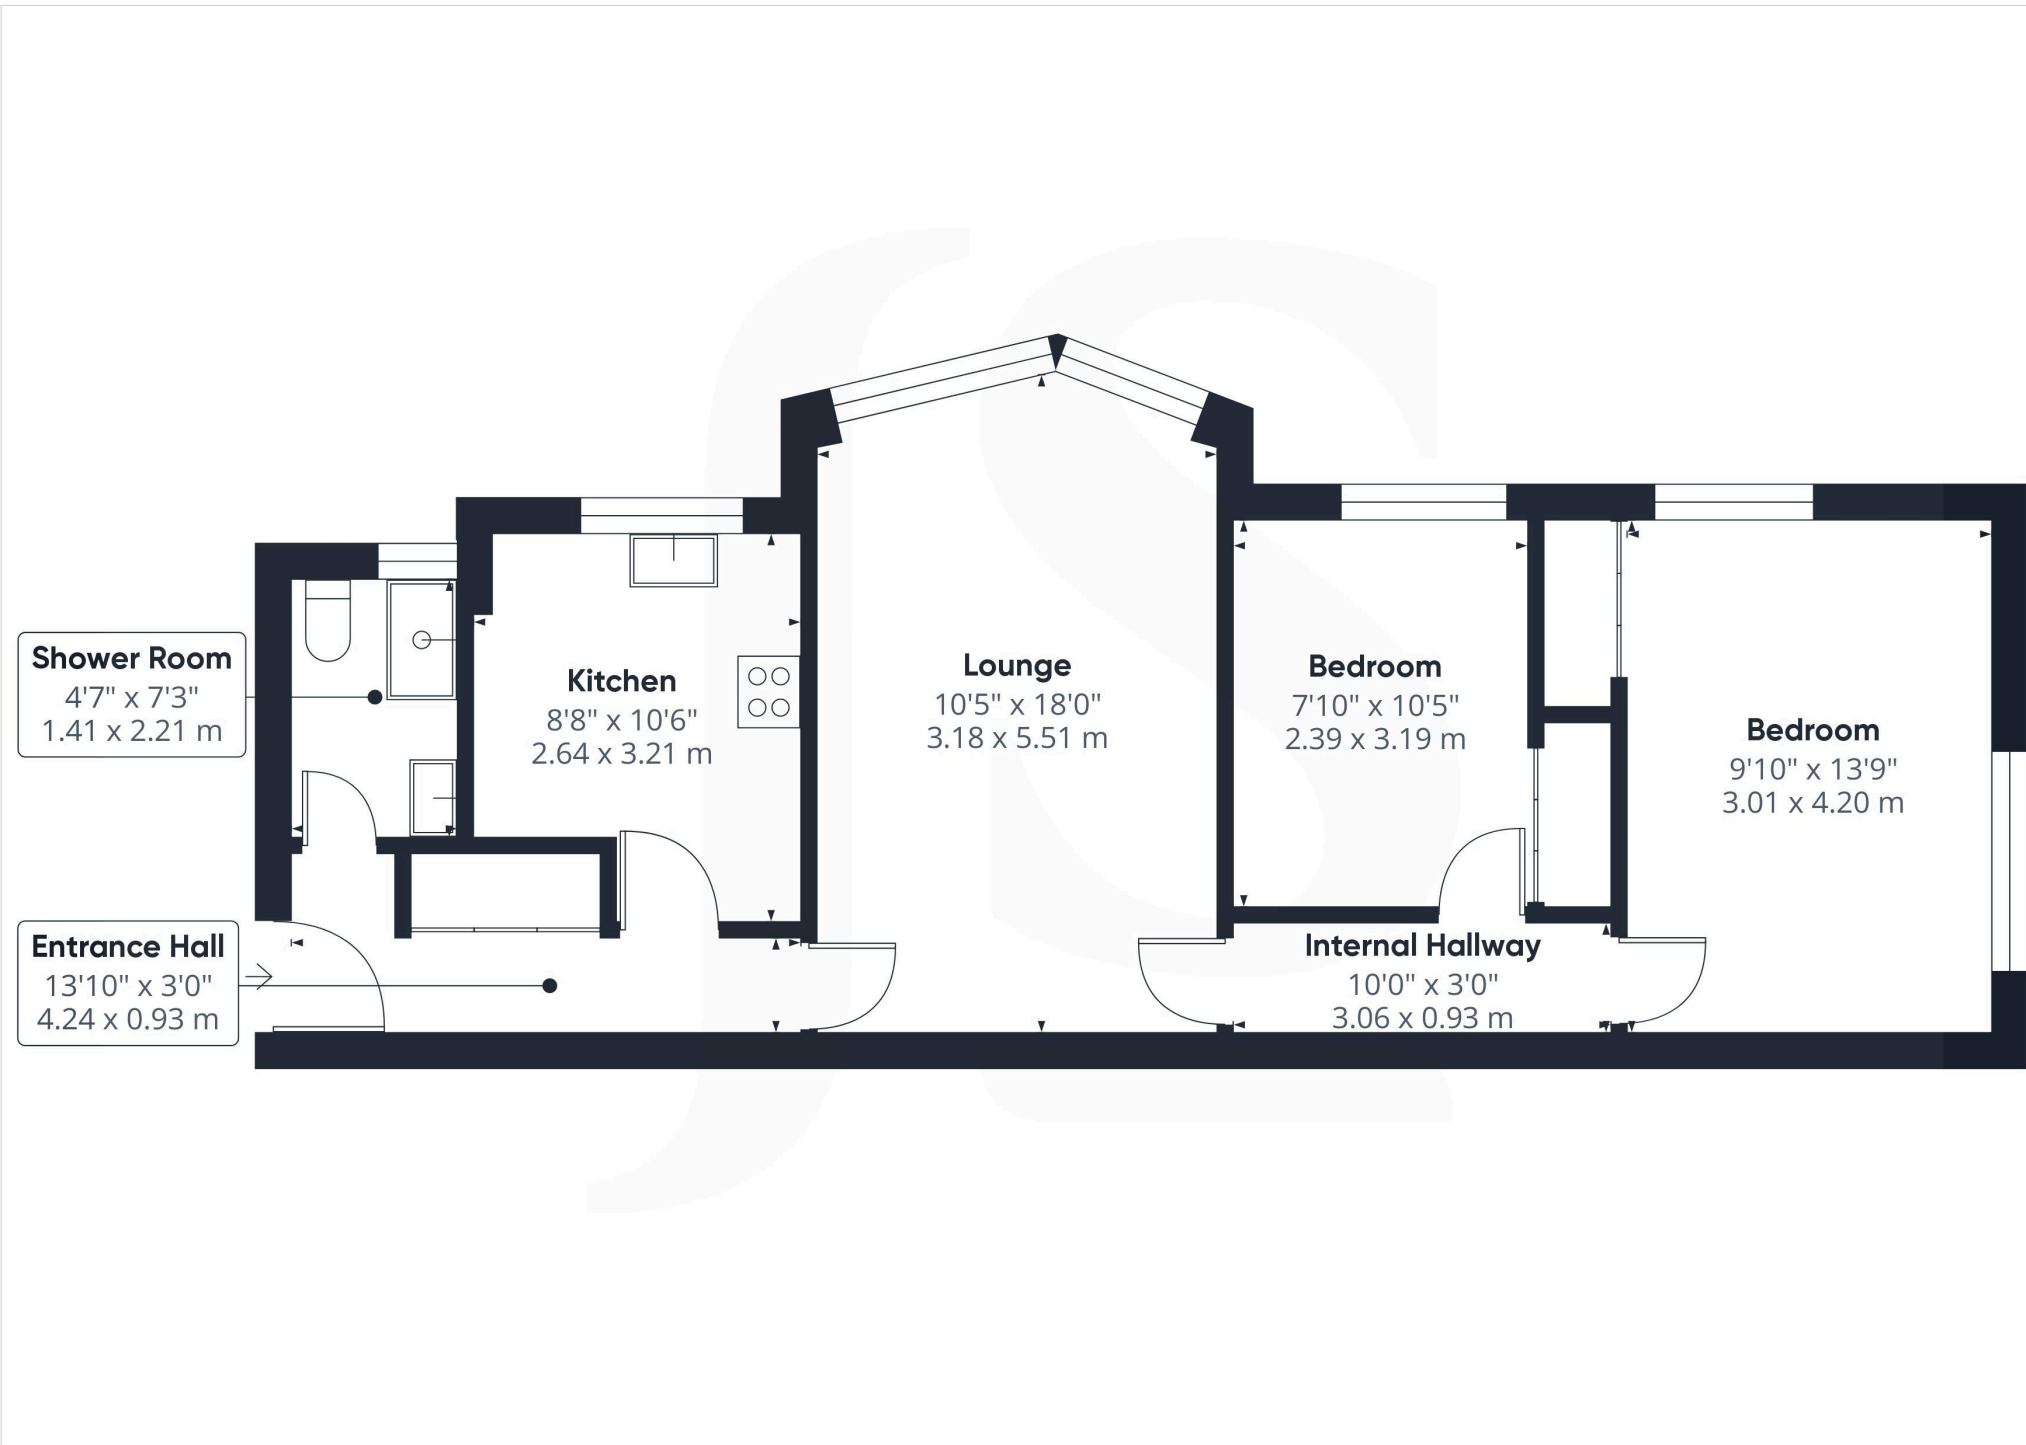 Shower Room
4'7" x 7'3"
1.41 x 2.21 m
Kitchen
8'8" x 10'6"
2.64 x 3.21 m
Lounge
10'5" x 18'0"
3.18 x 5.51 m
Bedroom
7'10" x 10'5"
2.39 x 3.19 m
Bedroom
9'10" x 13'9"
3.01 x 4.20 m
Entrance Hall
13'10" x 3'0"
4.24 x 0.93 m
Internal Hallway
10'0" x 3'0"
3.06 x 0.93 m